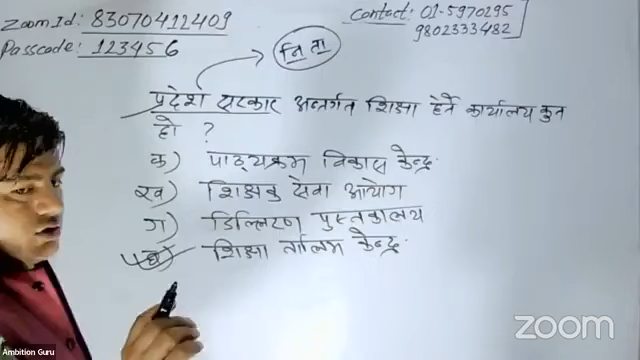 Zoom Id: 83070412409
Passcode: 123456
Contact: 01-5970295
9802333482
नि ता
प्रदेश सरकार अन्तर्गत शिक्षा हेर्ने कार्यालय कुन
हो ?
क) पाठ्यक्रम विकास केन्द्र.
ख) शिक्षक सेवा आयोग
ग) डिल्लिरमण पुस्तकालय
घ) शिक्षा तालिम केन्द्र.
Ambition Guru
zoom